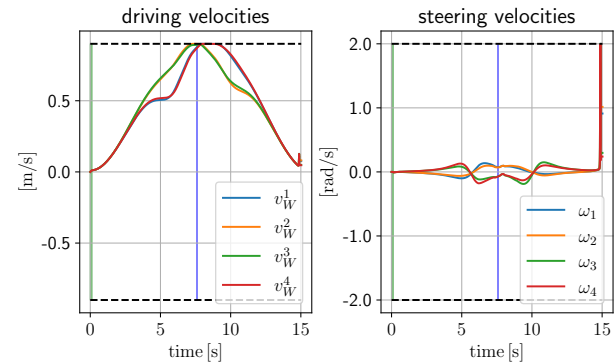 driving velocities
[m/s]
0.5
0.0
-0.5
v_W^1
v_W^2
v_W^3
v_W^4
0
5
10
15
time [s]
steering velocities
[rad/s]
2.0
1.0
0.0
-1.0
-2.0
ω_1
ω_2
ω_3
ω_4
0
5
10
15
time [s]